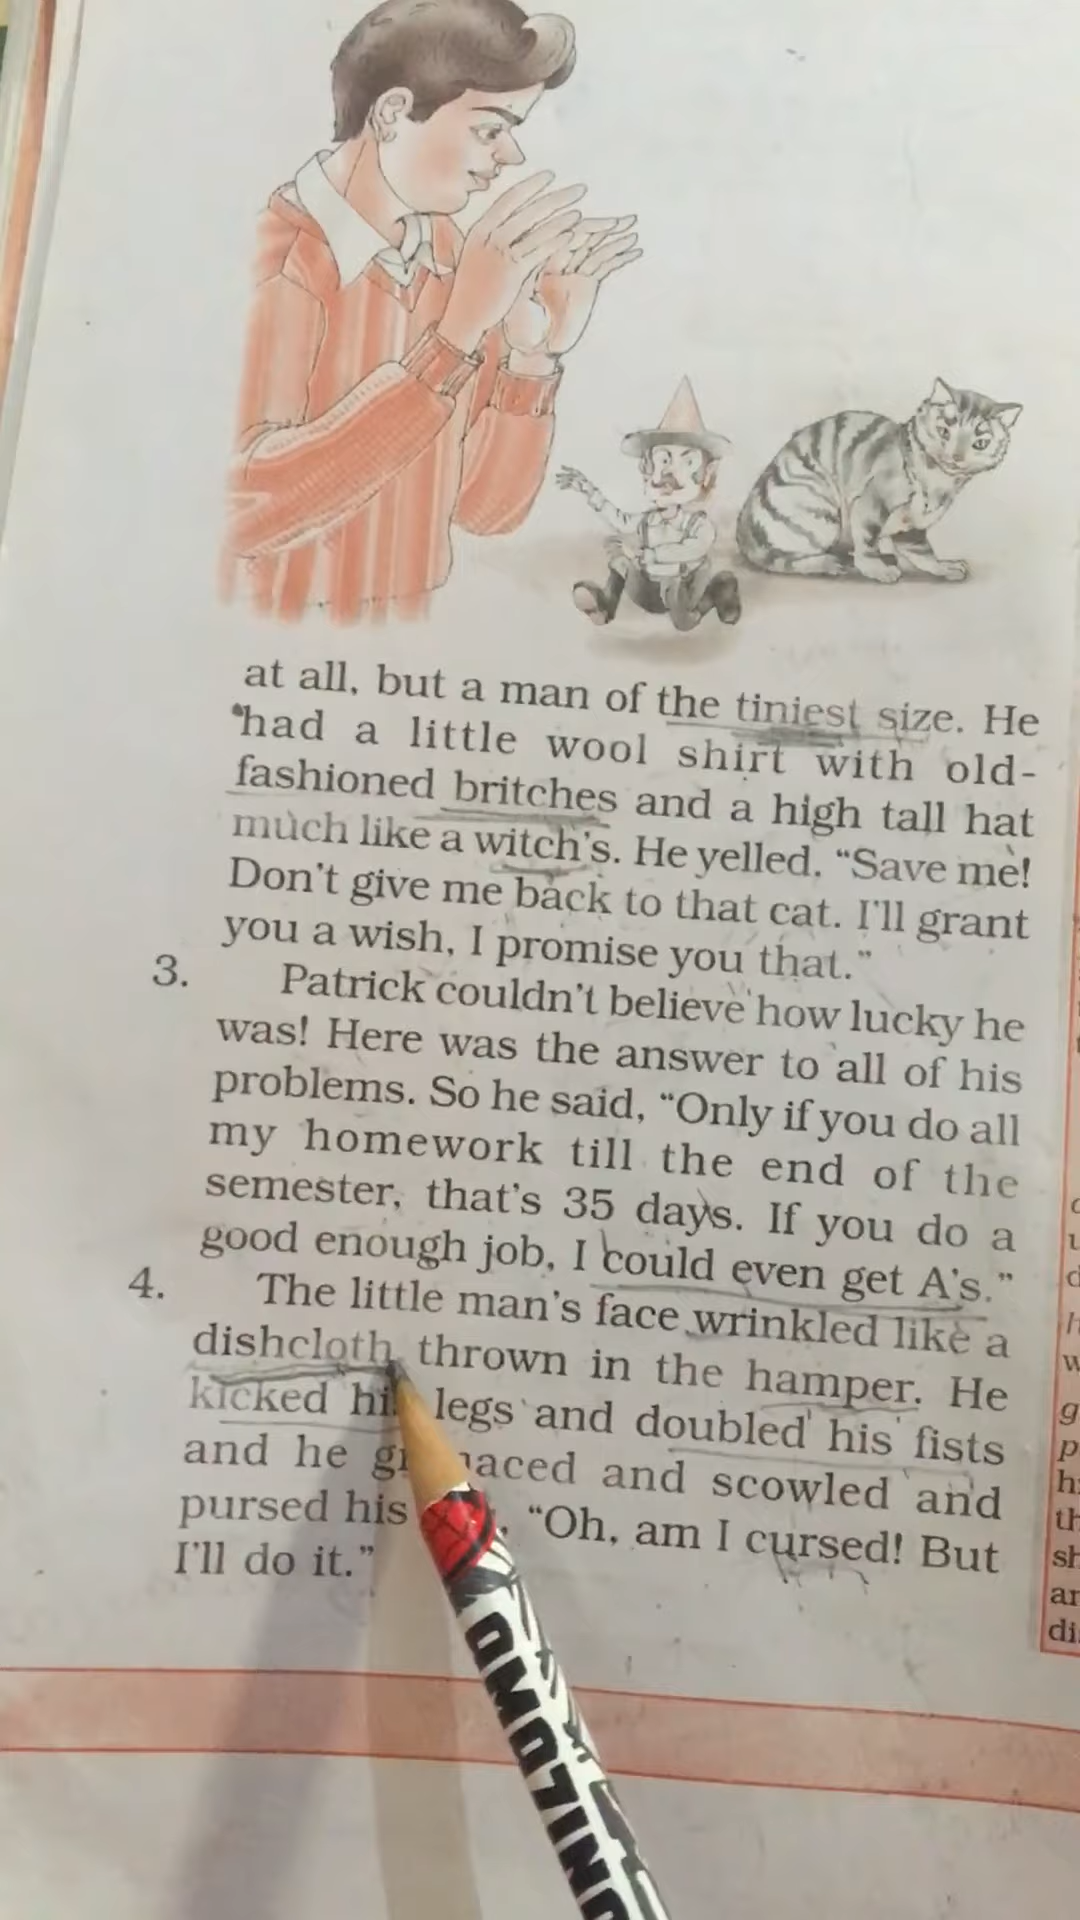 at all, but a man of the tiniest size. He
had a little wool shirt with old-
fashioned britches and a high tall hat
much like a witch's. He yelled, “Save me!
Don't give me back to that cat. I'll grant
you a wish, I promise you that.”
3. Patrick couldn't believe how lucky he
was! Here was the answer to all of his
problems. So he said, “Only if you do all
my homework till the end of the
semester, that's 35 days. If you do a
good enough job, I could even get A's.”
4. The little man's face wrinkled like a
dishcloth thrown in the hamper. He
kicked legs and doubled his fists
and he and scowled and
pursed his “Oh, am I cursed! But
I'll do it.”